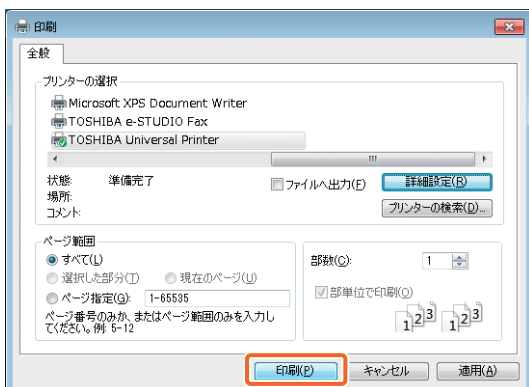 印刷
全般
プリンターの選択
Microsoft XPS Document Writer
TOSHIBA e-STUDIO Fax
TOSHIBA Universal Printer
状態: 準備完了
場所:
コメント:
ファイルへ出力(F)
詳細設定(R)
プリンターの検索(D)...
ページ範囲
すべて(L)
選択した部分(T) 現在のページ(U)
ページ指定(G): 1-65535
ページ番号のみか、またはページ範囲のみを入力し
てください。例: 5-12
部数(C): 1
部単位で印刷(O)
1 2 3 1 2 3
印刷(P) キャンセル 適用(A)